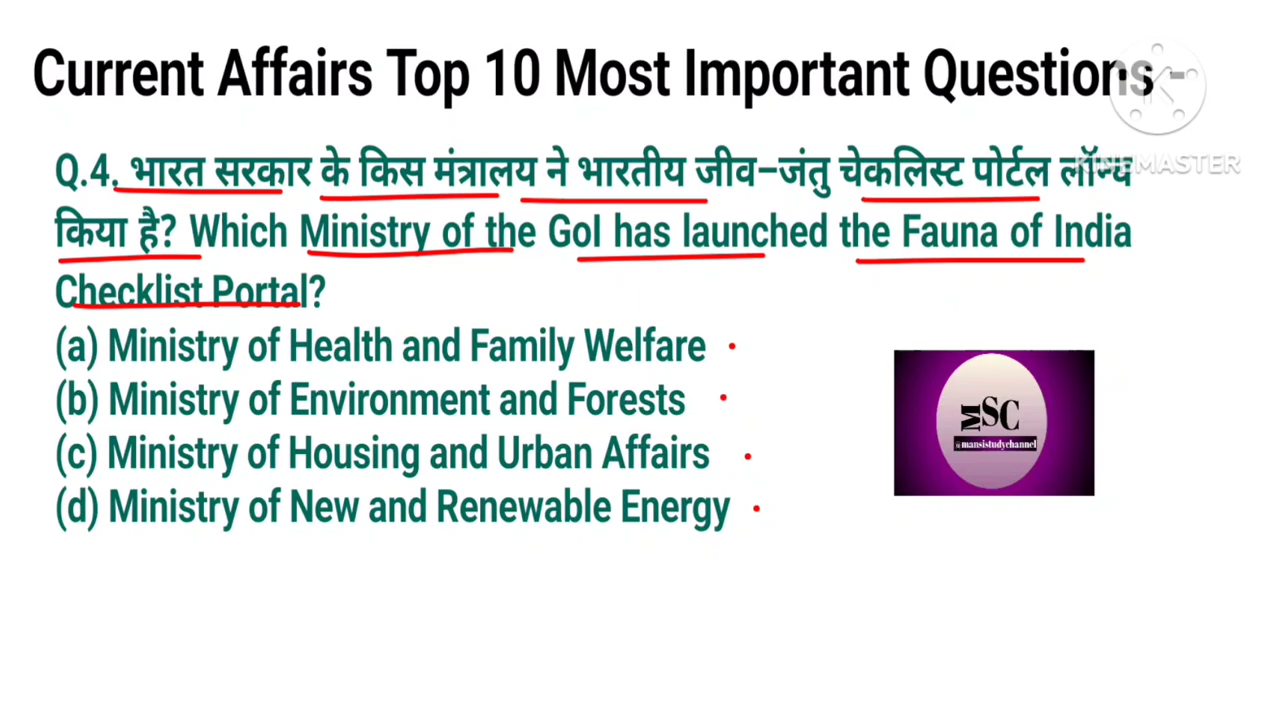 Current Affairs Top 10 Most Important Questions -
KINEMASTER
Q.4. भारत सरकार के किस मंत्रालय ने भारतीय जीव-जंतु चेकलिस्ट पोर्टल लॉन्च
किया है? Which Ministry of the GoI has launched the Fauna of India
Checklist Portal?
(a) Ministry of Health and Family Welfare
(b) Ministry of Environment and Forests
(c) Ministry of Housing and Urban Affairs
(d) Ministry of New and Renewable Energy
MSC
@mansistudychannel